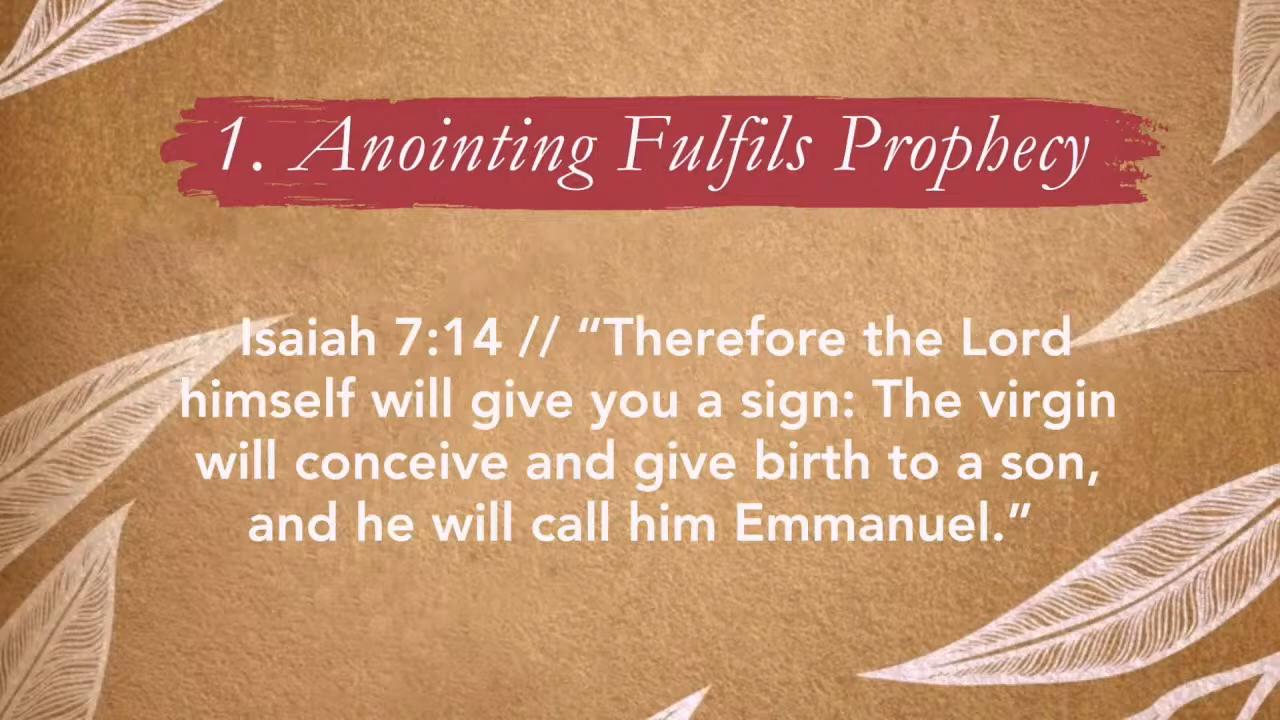 1. Anointing Fulfils Prophecy
Isaiah 7:14 // “Therefore the Lord
himself will give you a sign: The virgin
will conceive and give birth to a son,
and he will call him Emmanuel.”